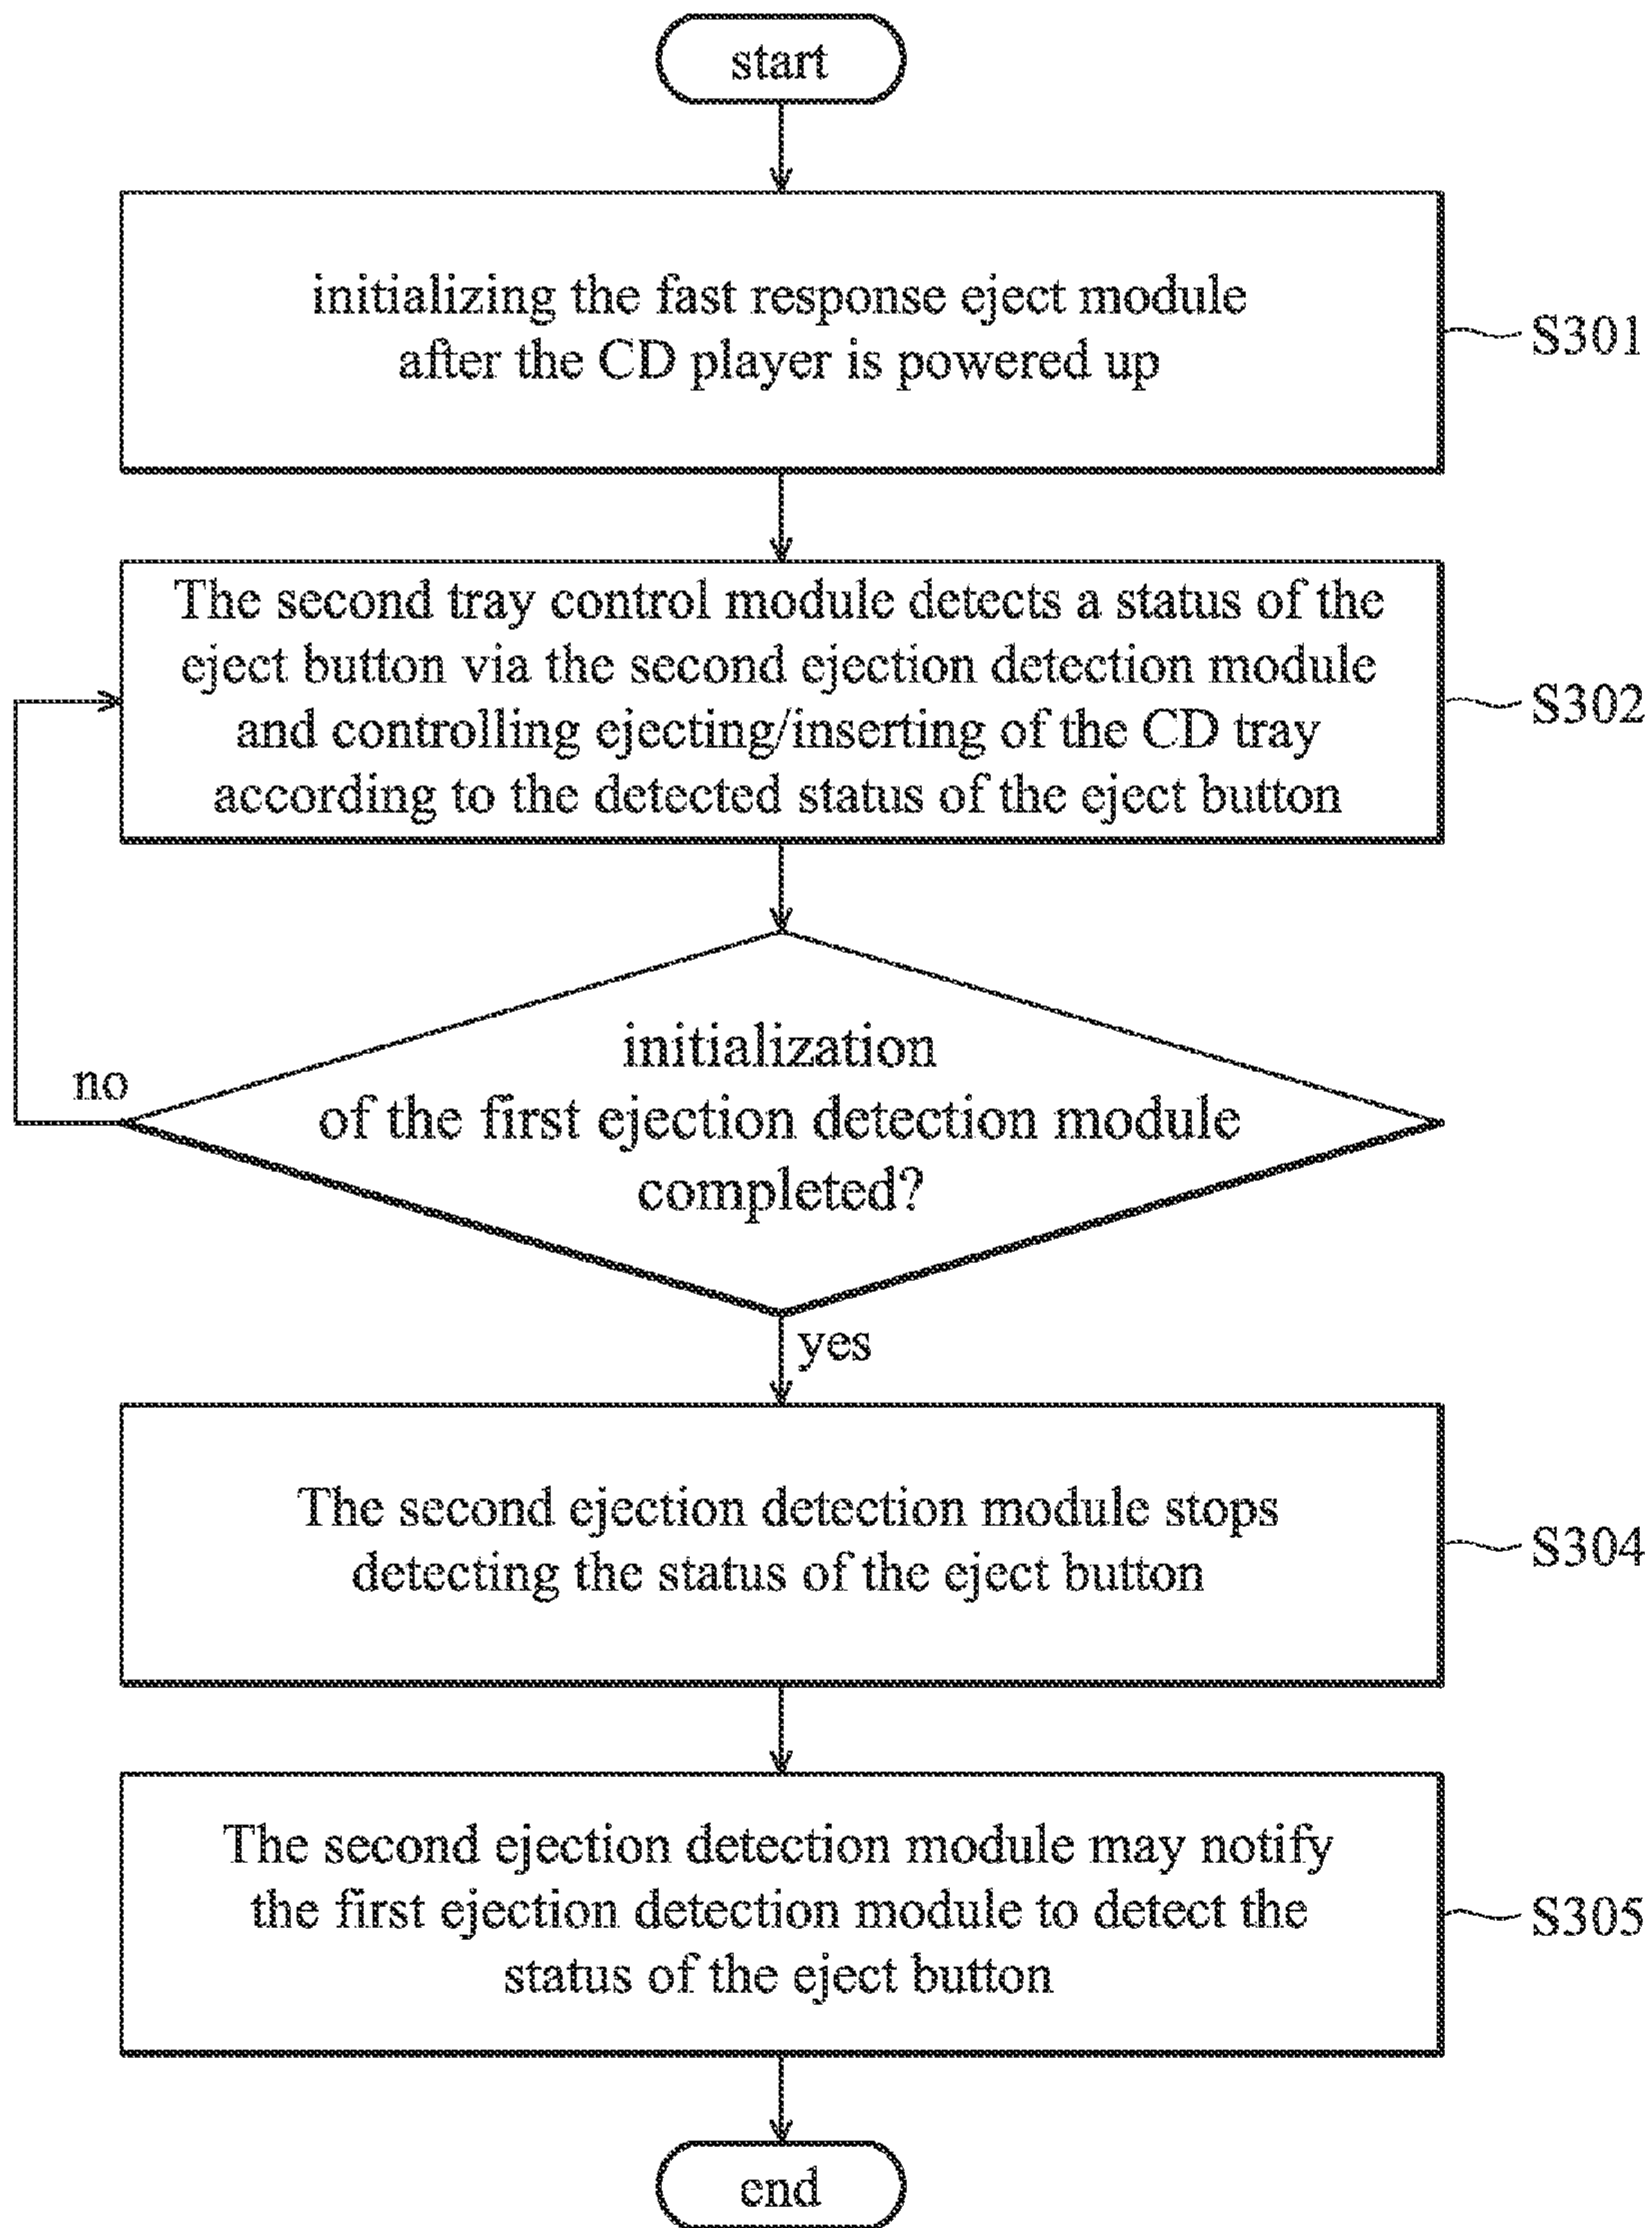 start
initializing the fast response eject module
after the CD player is powered up
S301
The second tray control module detects a status of the
eject button via the second ejection detection module
and controlling ejecting/inserting of the CD tray
according to the detected status of the eject button
S302
initialization
of the first ejection detection module
completed?
no
yes
The second ejection detection module stops
detecting the status of the eject button
S304
The second ejection detection module may notify
the first ejection detection module to detect the
status of the eject button
S305
end